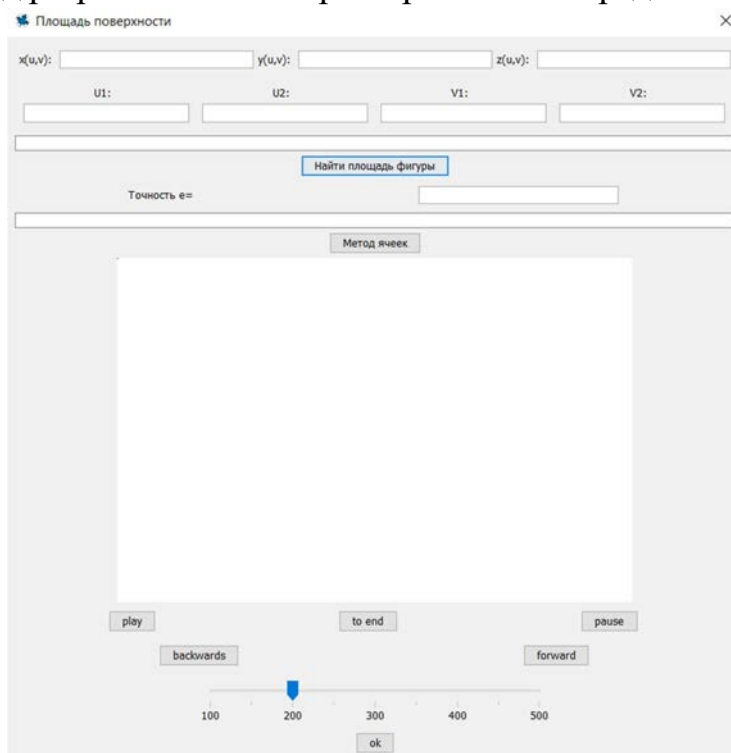 Площадь поверхности
x(u,v): y(u,v): z(u,v):
U1: U2: V1: V2:
Найти площадь фигуры
Точность e=
Метод ячеек
play to end pause
backwards forward
100 200 300 400 500
ok